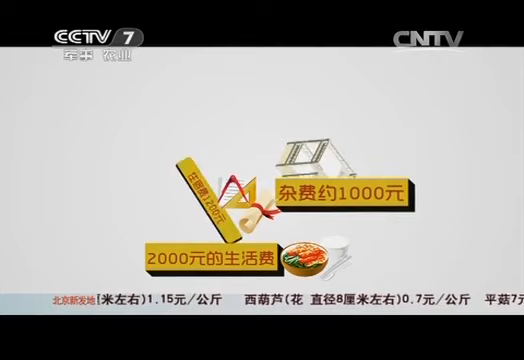 CCTV 7
CNTV
军事 农业
住宿费1200元
杂费约1000元
2000元的生活费
北京新发地 [米左右)1.15元/公斤 西葫芦(花 直径8厘米左右)0.7元/公斤 平菇7元